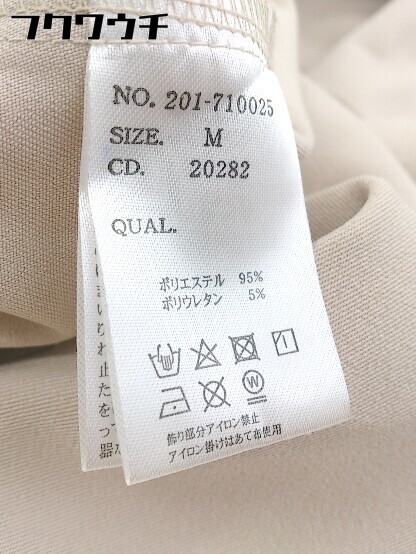 フクワウチ
NO. 201-710025
SIZE. M
CD. 20282
QUAL.
ポリエステル 95%
ポリウレタン 5%
W
飾り部分アイロン禁止
アイロン掛けはあて布使用